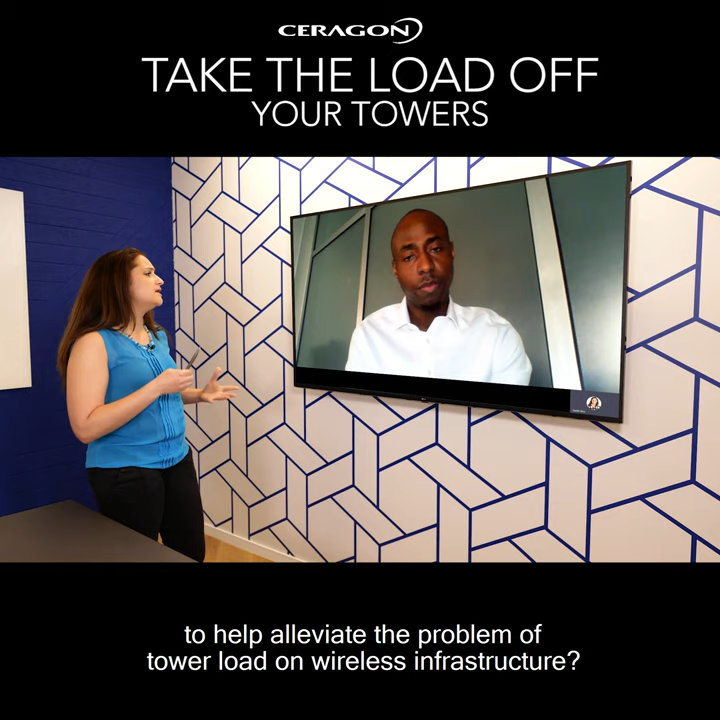 CERAGON
TAKE THE LOAD OFF
YOUR TOWERS
to help alleviate the problem of
tower load on wireless infrastructure?